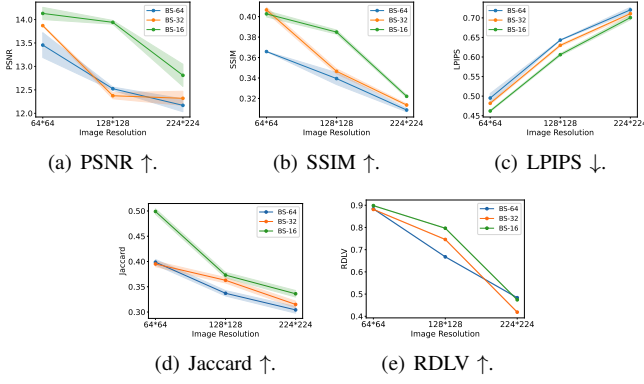 PSNR
14.0
13.5
13.0
12.5
12.0
64*64 128*128 224*224
Image Resolution
BS-64
BS-32
BS-16
(a) PSNR ↑.
SSIM
0.40
0.38
0.36
0.34
0.32
64*64 128*128 224*224
Image Resolution
BS-64
BS-32
BS-16
(b) SSIM ↑.
LPIPS
0.70
0.65
0.60
0.55
0.50
0.45
64*64 128*128 224*224
Image Resolution
BS-64
BS-32
BS-16
(c) LPIPS ↓.
Jaccard
0.50
0.45
0.40
0.35
0.30
64*64 128*128 224*224
Image Resolution
BS-64
BS-32
BS-16
(d) Jaccard ↑.
RDLV
0.9
0.8
0.7
0.6
0.5
0.4
64*64 128*128 224*224
Image Resolution
BS-64
BS-32
BS-16
(e) RDLV ↑.